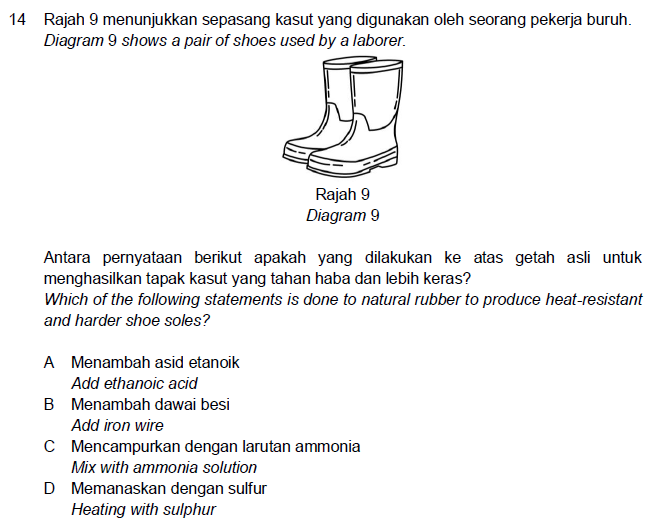 14 Rajah 9 menunjukkan sepasang kasut yang digunakan oleh seorang pekerja buruh.
Diagram 9 shows a pair of shoes used by a laborer.
Rajah 9
Diagram 9
Antara pernyataan berikut apakah yang dilakukan ke atas getah asli untuk
menghasilkan tapak kasut yang tahan haba dan lebih keras?
Which of the following statements is done to natural rubber to produce heat-resistant
and harder shoe soles?
A Menambah asid etanoik
Add ethanoic acid
B Menambah dawai besi
Add iron wire
C Mencampurkan dengan larutan ammonia
Mix with ammonia solution
D Memanaskan dengan sulfur
Heating with sulphur